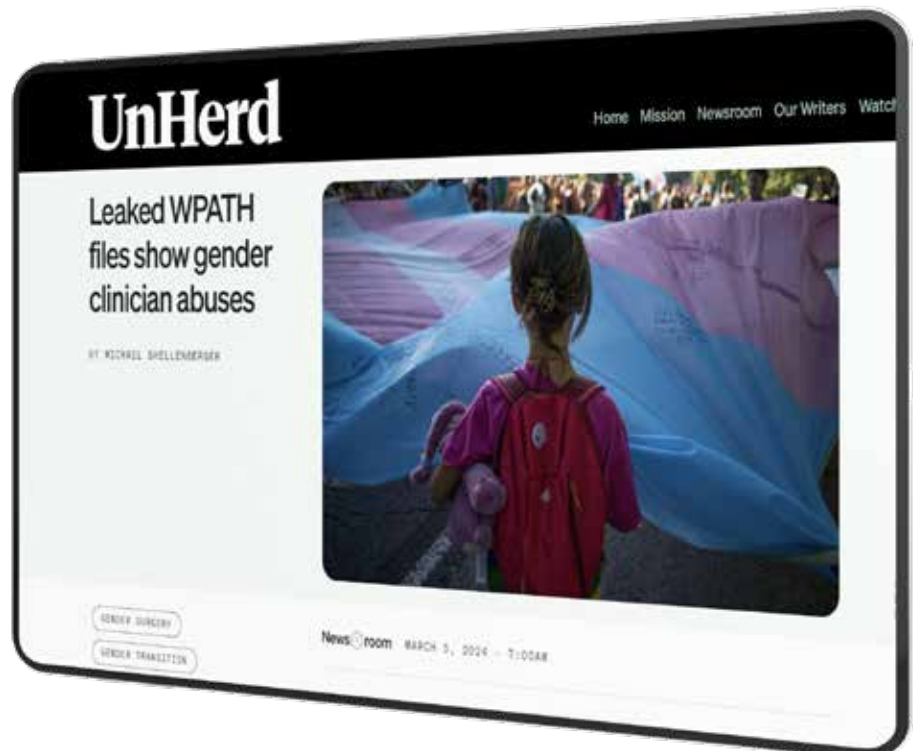 UnHerd
Home Mission Newsroom Our Writers Watch
Leaked WPATH
files show gender
clinician abuses
BY MICHAEL SHELLENBERGER
GENDER SURGERY
GENDER TRANSITION
Newsroom MARCH 5, 2024 - 7:00AM